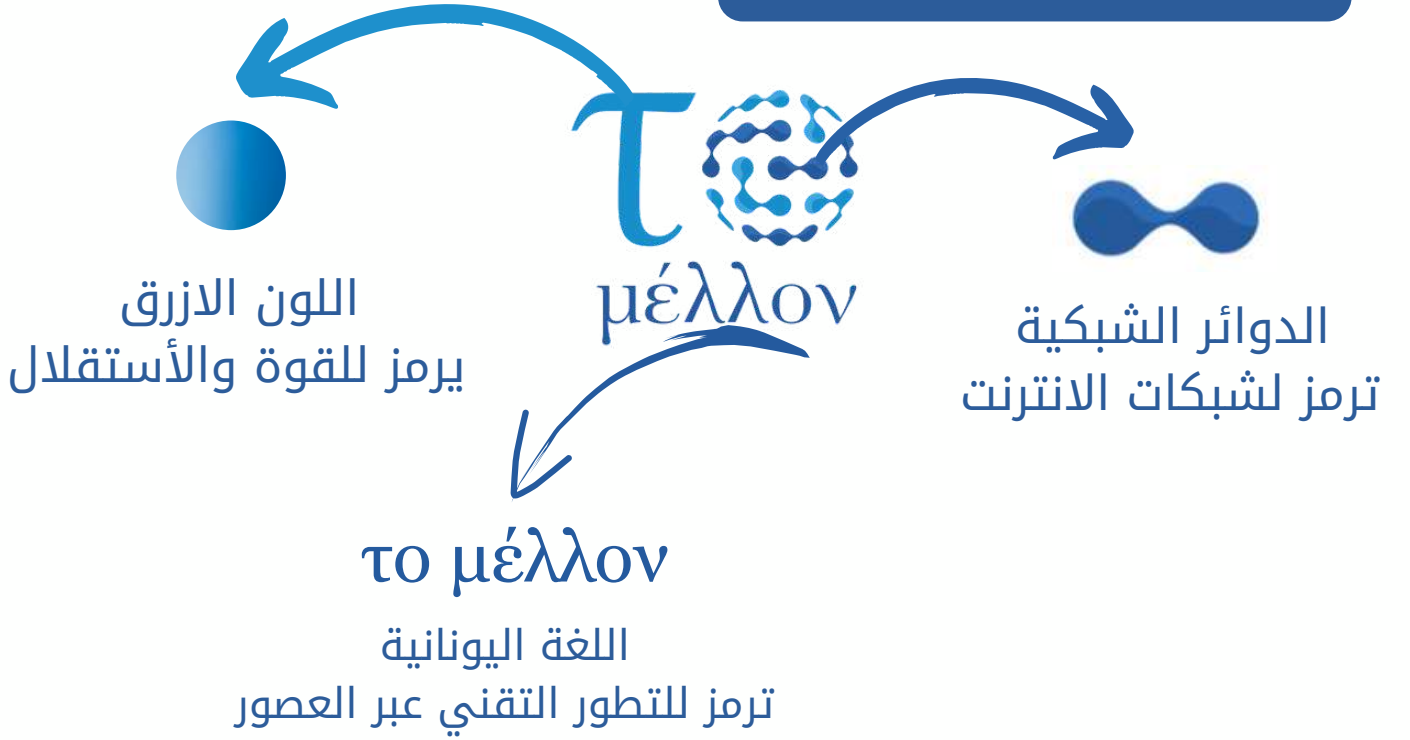 το
μέλλον
اللون الازرق
يرمز للقوة والأستقلال
الدوائر الشبكية
ترمز لشبكات الانترنت
το μέλλον
اللغة اليونانية
ترمز للتطور التقني عبر العصور